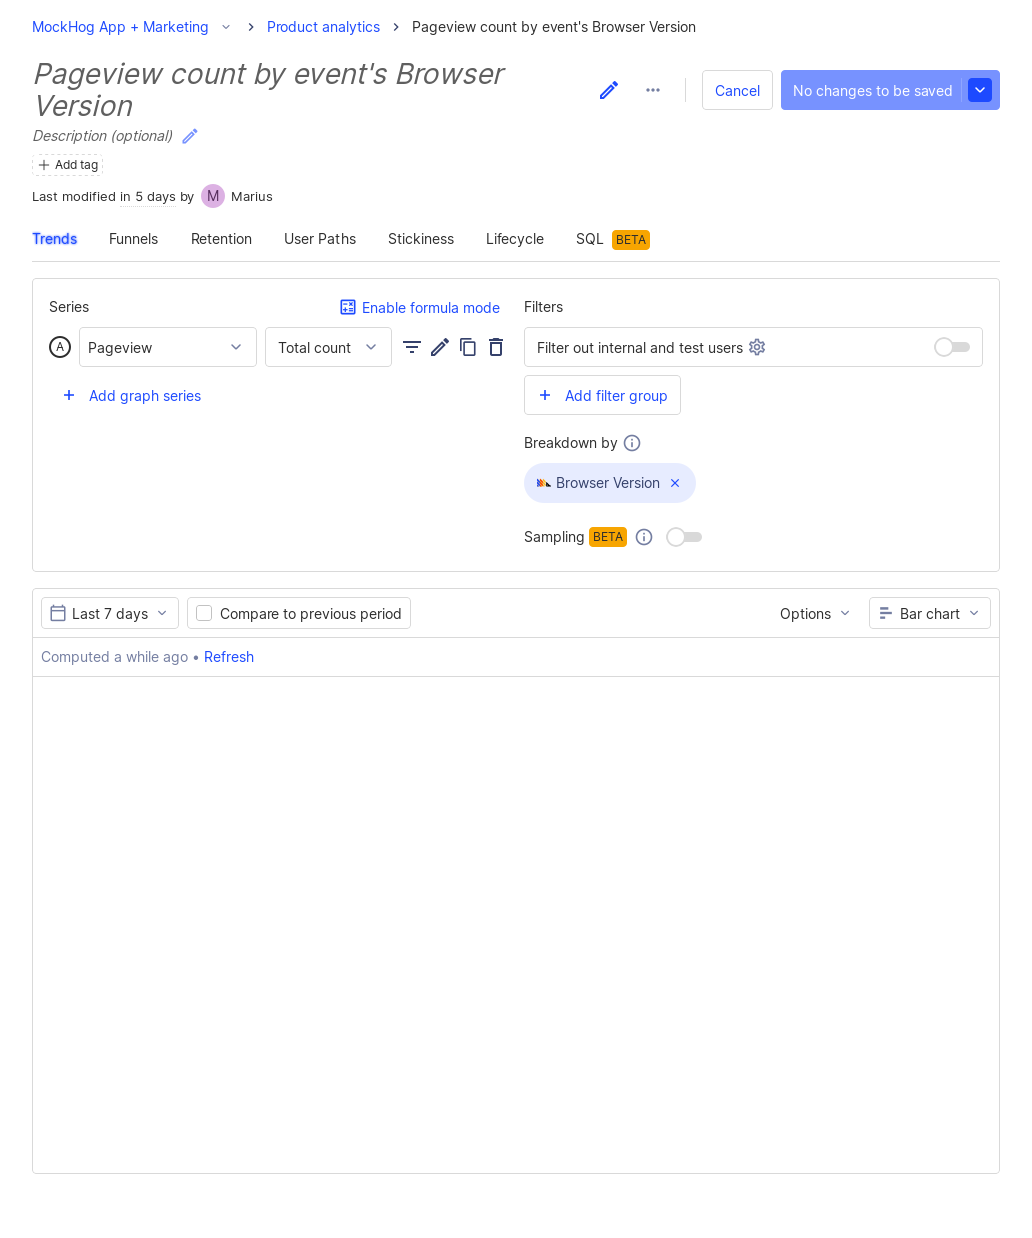 MockHog App + Marketing Product analytics Pageview count by event's Browser Version
Pageview count by event's Browser
Version
Cancel No changes to be saved
Description (optional)
Add tag
Last modified in 5 days by M Marius
Trends Funnels Retention User Paths Stickiness Lifecycle SQL BETA
Series Enable formula mode
A Pageview Total count
Add graph series
Filters
Filter out internal and test users
Add filter group
Breakdown by
Browser Version
Sampling BETA
Last 7 days Compare to previous period Options Bar chart
Computed a while ago • Refresh